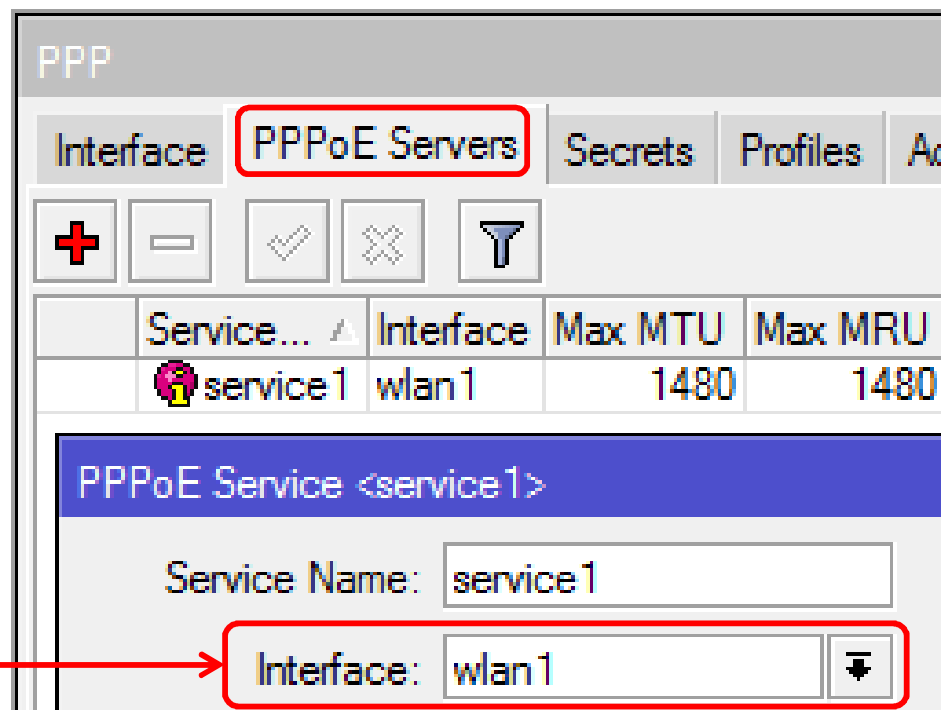 PPP
Interface PPPoE Servers Secrets Profiles
Service... Interface Max MTU Max MRU
service1 wlan1 1480 1480
PPPoE Service <service1>
Service Name: service1
Interface: wlan1